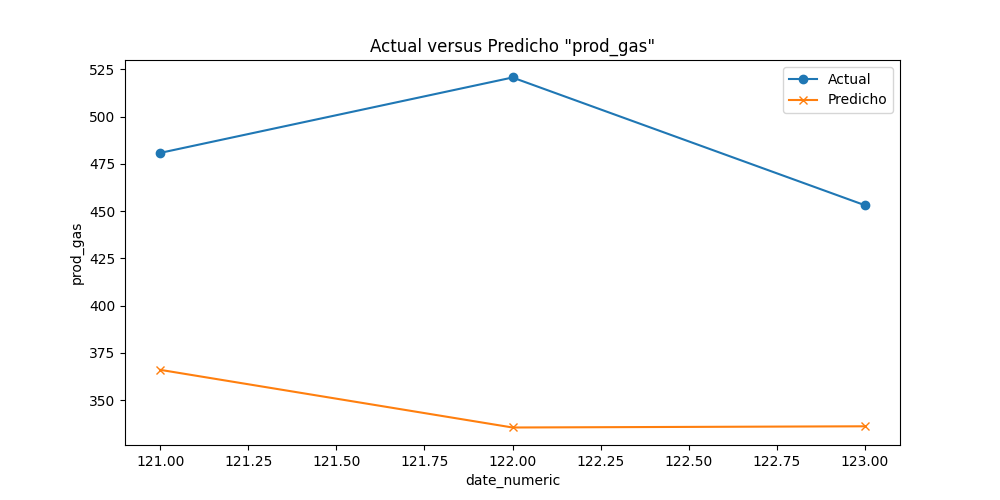 Actual versus Predicho "prod_gas"
Actual
Predicho
525
500
475
450
425
400
375
350
prod_gas
121.00 121.25 121.50 121.75 122.00 122.25 122.50 122.75 123.00
date_numeric